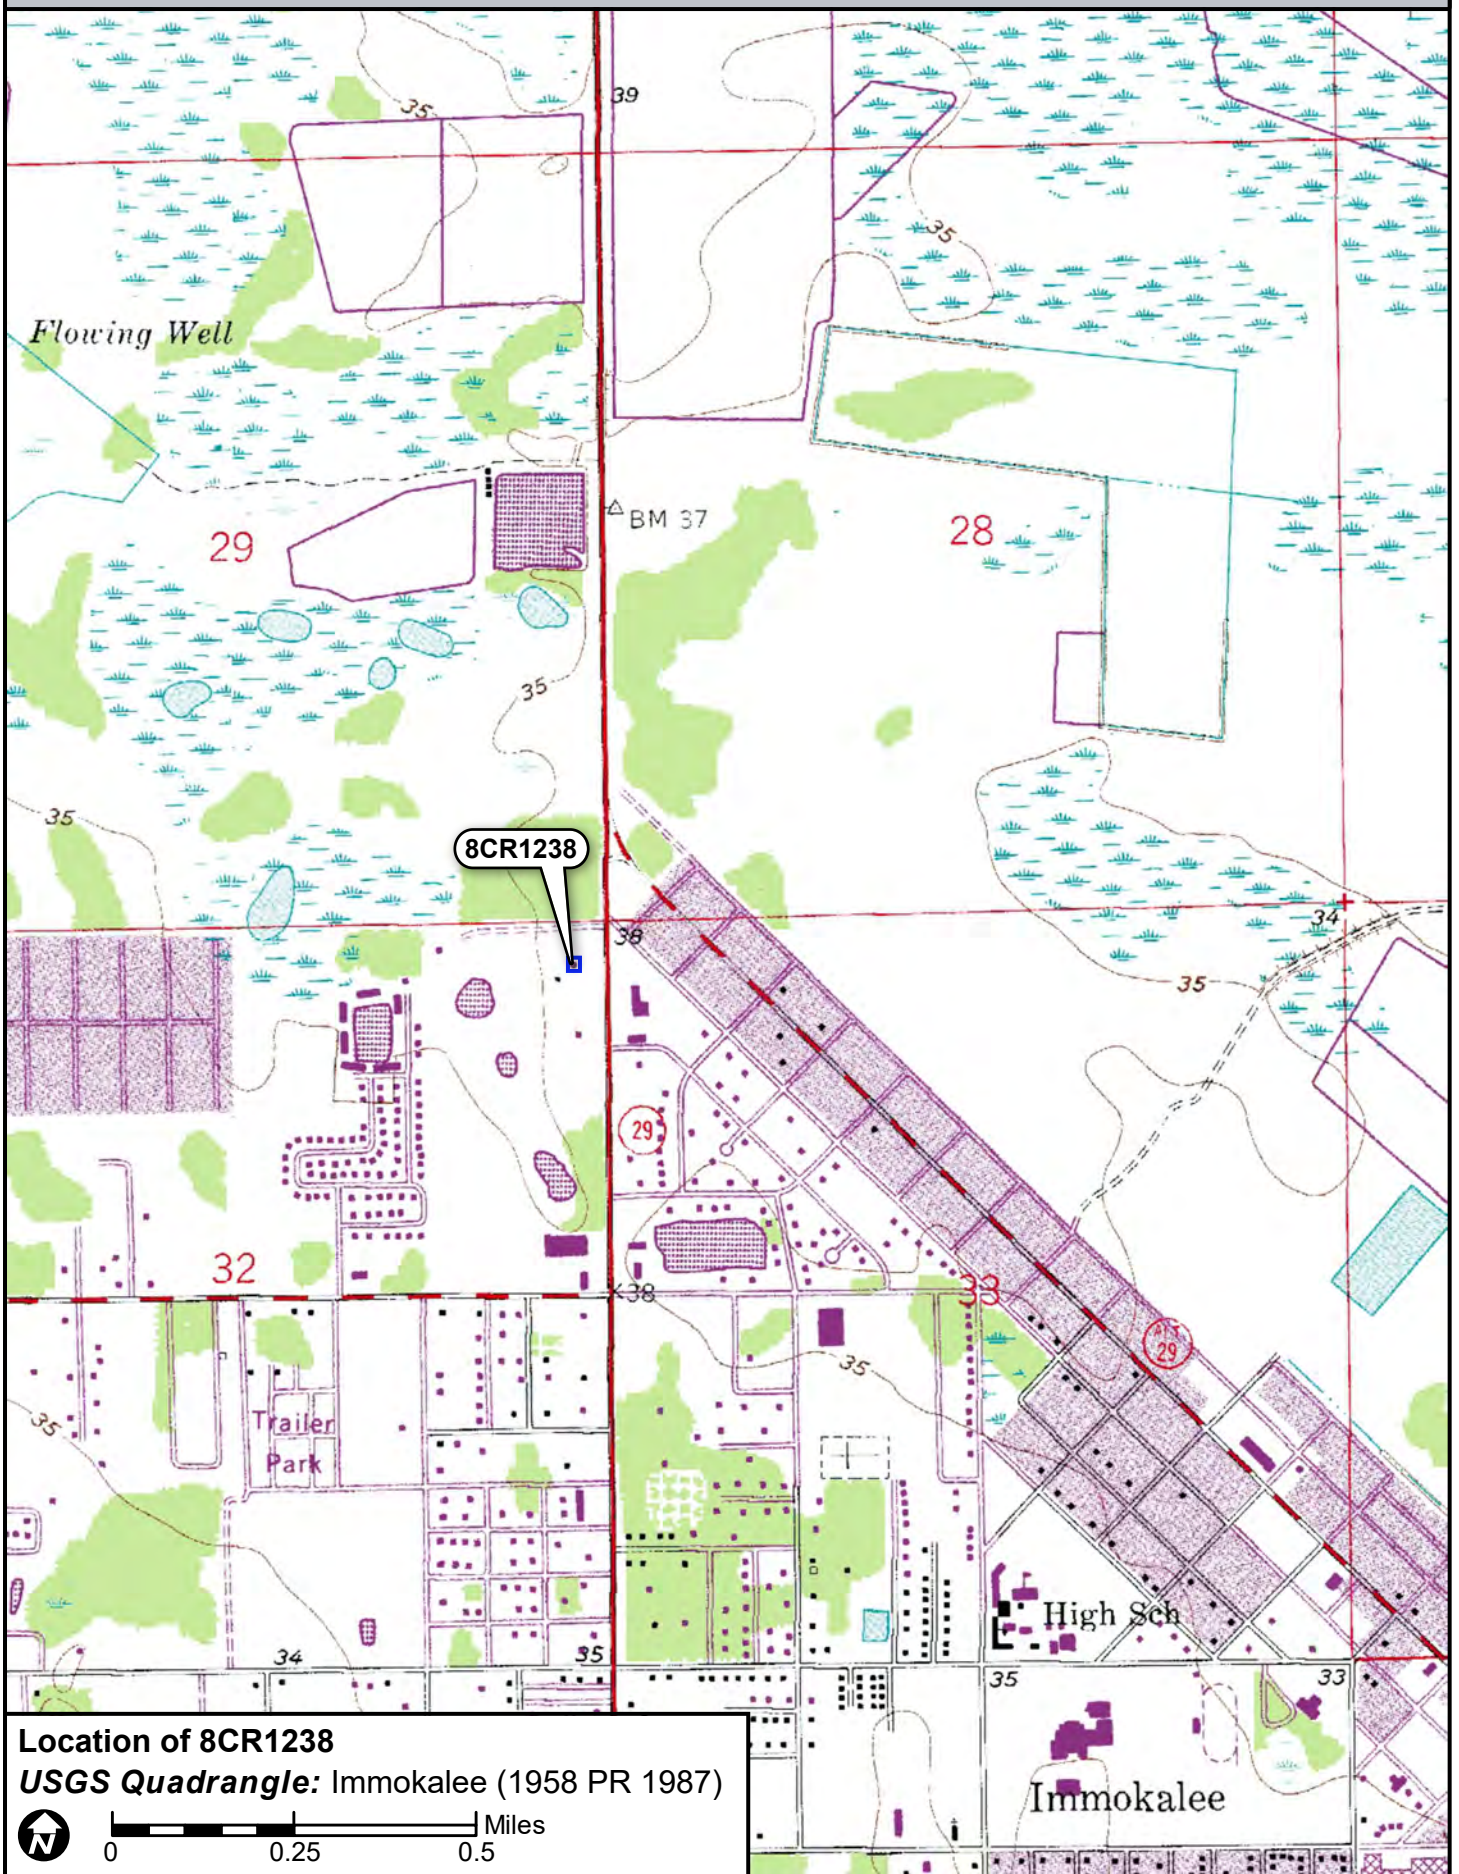 39
35
35
Flowing Well
BM 37
28
29
35
35
8CR1238
34
38
35
29
32
38
33
ALT
29
35
35
Trailer
Park
High Sch
34
35
35
33
Immokalee
Location of 8CR1238
USGS Quadrangle: Immokalee (1958 PR 1987)
N
Miles
0 0.25 0.5